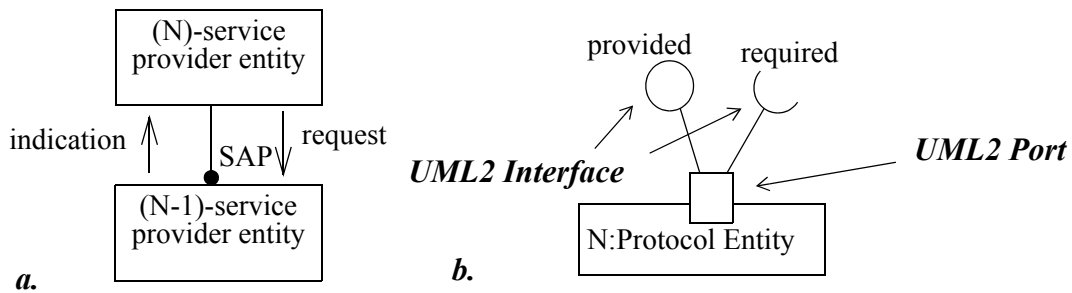 (N)-service
provider entity
indication
request
SAP
(N-1)-service
provider entity
a.
provided
required
UML2 Interface
UML2 Port
N:Protocol Entity
b.